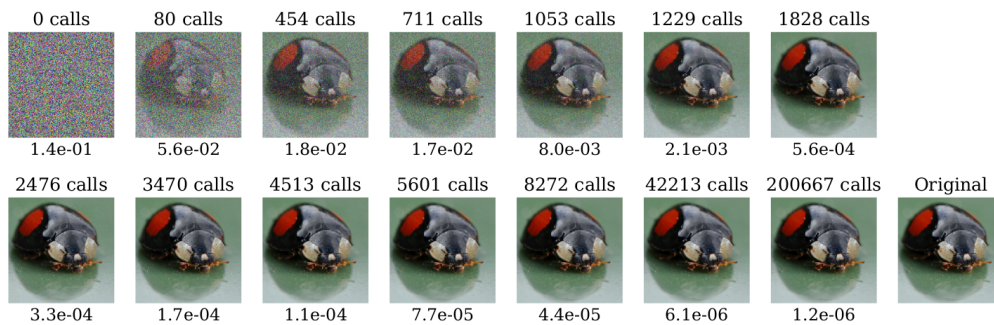 0 calls 80 calls 454 calls 711 calls 1053 calls 1229 calls 1828 calls
1.4e-01 5.6e-02 1.8e-02 1.7e-02 8.0e-03 2.1e-03 5.6e-04
2476 calls 3470 calls 4513 calls 5601 calls 8272 calls 42213 calls 200667 calls Original
3.3e-04 1.7e-04 1.1e-04 7.7e-05 4.4e-05 6.1e-06 1.2e-06